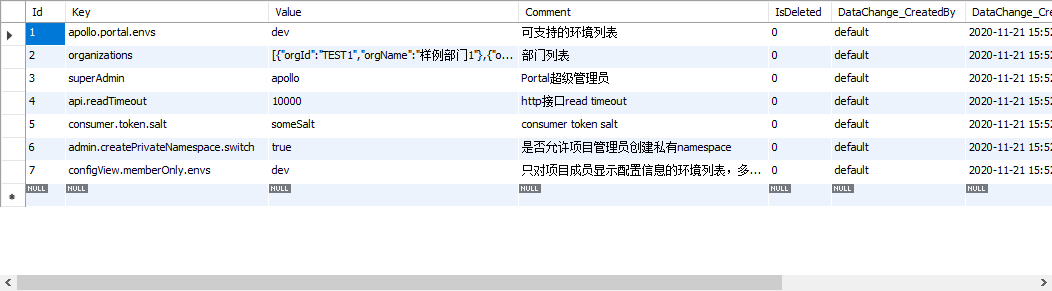 Id Key Value Comment IsDeleted DataChange_CreatedBy DataChange_Cr
1 apollo.portal.envs dev 可支持的环境列表 0 default 2020-11-21 15:52
2 organizations [{"orgId":"TEST1","orgName":"样例部门1"},{"o... 部门列表 0 default 2020-11-21 15:52
3 superAdmin apollo Portal超级管理员 0 default 2020-11-21 15:52
4 api.readTimeout 10000 http接口read timeout 0 default 2020-11-21 15:52
5 consumer.token.salt someSalt consumer token salt 0 default 2020-11-21 15:52
6 admin.createPrivateNamespace.switch true 是否允许项目管理员创建私有namespace 0 default 2020-11-21 15:52
7 configView.memberOnly.envs dev 只对项目成员显示配置信息的环境列表，多... 0 default 2020-11-21 15:52
NULL NULL NULL NULL NULL NULL NULL